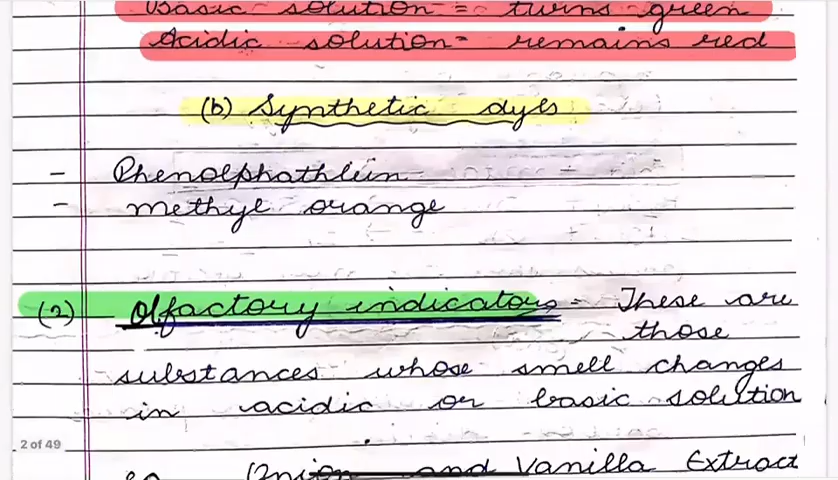 Basic solution = turns green
Acidic solution- remains red
(b) Synthetic dyes
- Phenolphathlein
- methyl orange
(2) Olfactory indicators - These are
those
substances whose smell changes
in acidic or basic solution
2 of 49
eg Onion and Vanilla Extract